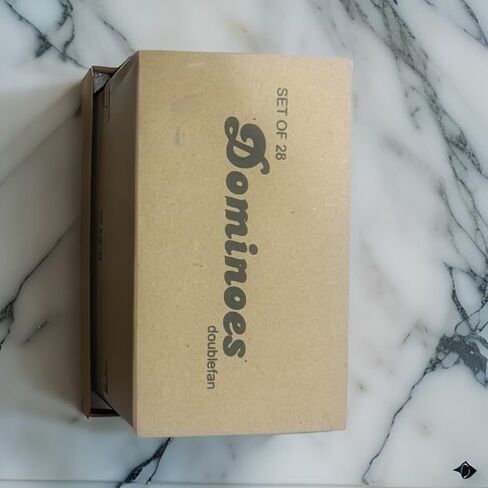 SET OF 28
Dominoes
doublefan